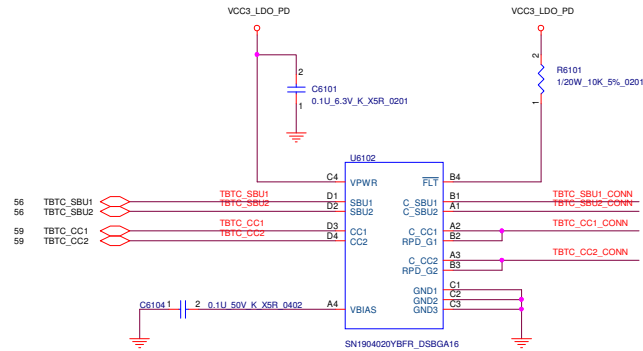 VCC3_LDO_PD VCC3_LDO_PD
2 2
C6101 R6101
0.1U_6.3V_K_X5R_0201 1/20W_10K_5%_0201
1 1
U6102
C4 VPWR FLT B4
56 TBTC_SBU1 TBTC_SBU1 D1 SBU1 C_SBU1 B1 TBTC_SBU1_CONN
56 TBTC_SBU2 TBTC_SBU2 D2 SBU2 C_SBU2 A1 TBTC_SBU2_CONN
59 TBTC_CC1 TBTC_CC1 D3 CC1 C_CC1 A2 TBTC_CC1_CONN
59 TBTC_CC2 TBTC_CC2 D4 CC2 RPD_G1 B2
C_CC2 A3 TBTC_CC2_CONN
RPD_G2 B3
GND1 C1
GND2 C2
C6104 1 2 0.1U_50V_K_X5R_0402 A4 VBIAS GND3 C3
SN1904020YBFR_DSBGA16